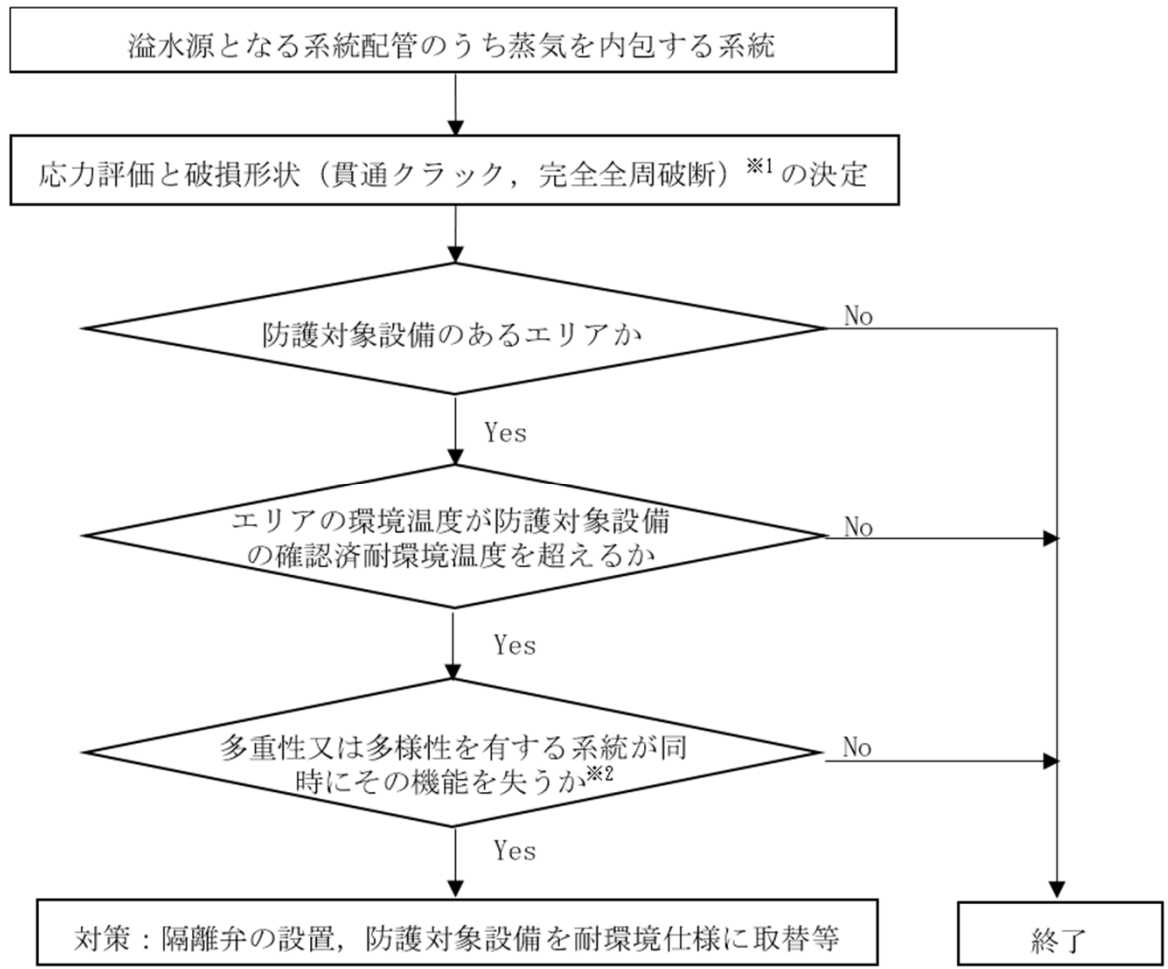 溢水源となる系統配管のうち蒸気を内包する系統
応力評価と破損形状（貫通クラック，完全全周破断）※1の決定
防護対象設備のあるエリアか
No
Yes
エリアの環境温度が防護対象設備
の確認済耐環境温度を超えるか
No
Yes
多重性又は多様性を有する系統が同
時にその機能を失うか※2
No
Yes
対策：隔離弁の設置，防護対象設備を耐環境仕様に取替等
終了